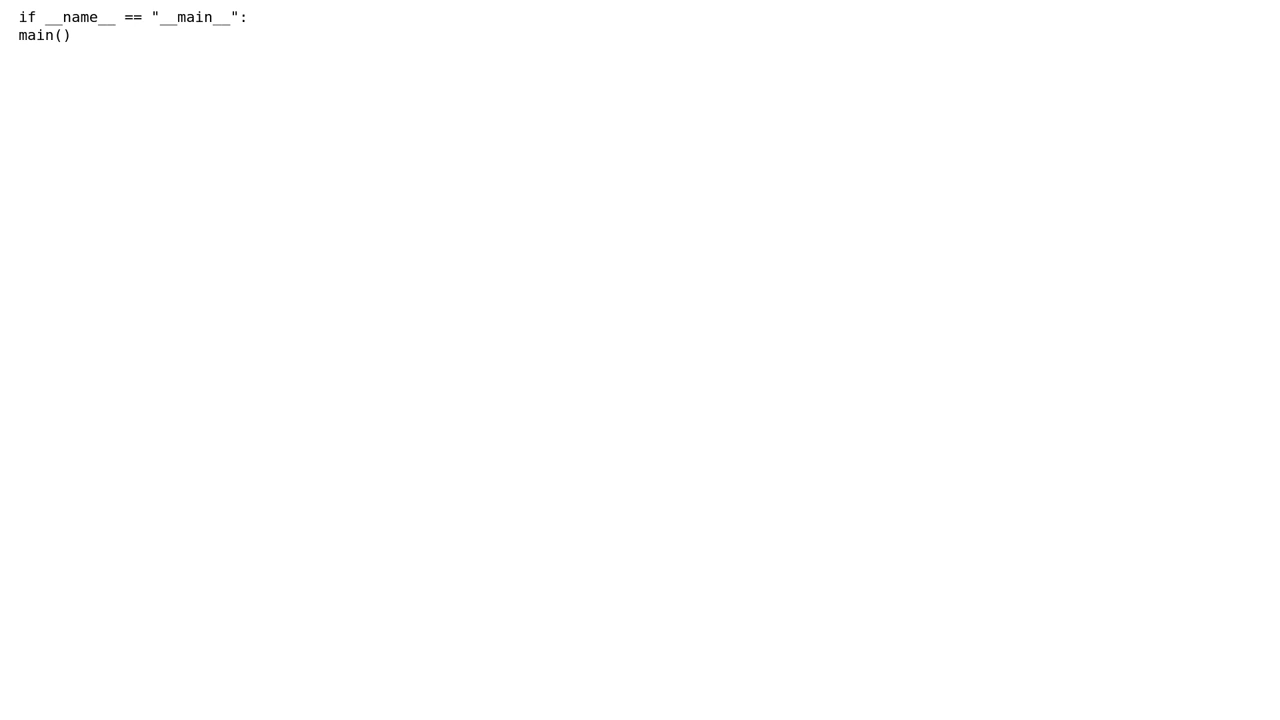 if __name__ == "__main__":
main()